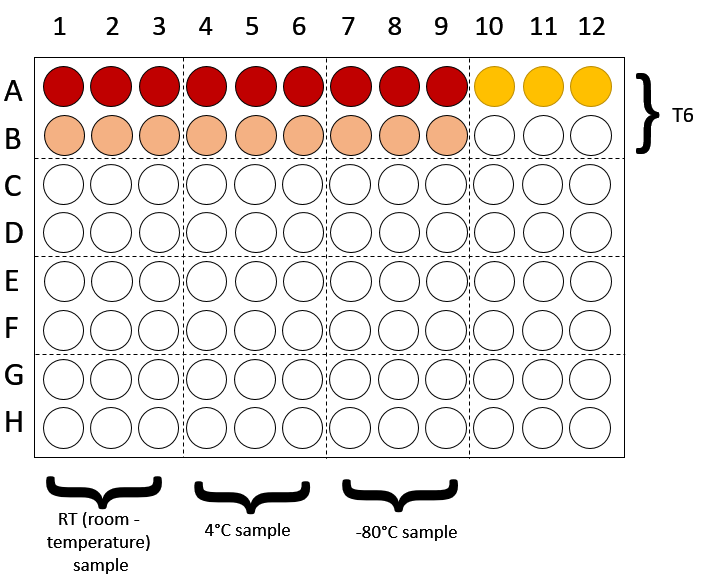 1 2 3 4 5 6 7 8 9 10 11 12
A
T6
B
C
D
E
F
G
H
RT (room -
temperature)
sample
4°C sample
-80°C sample